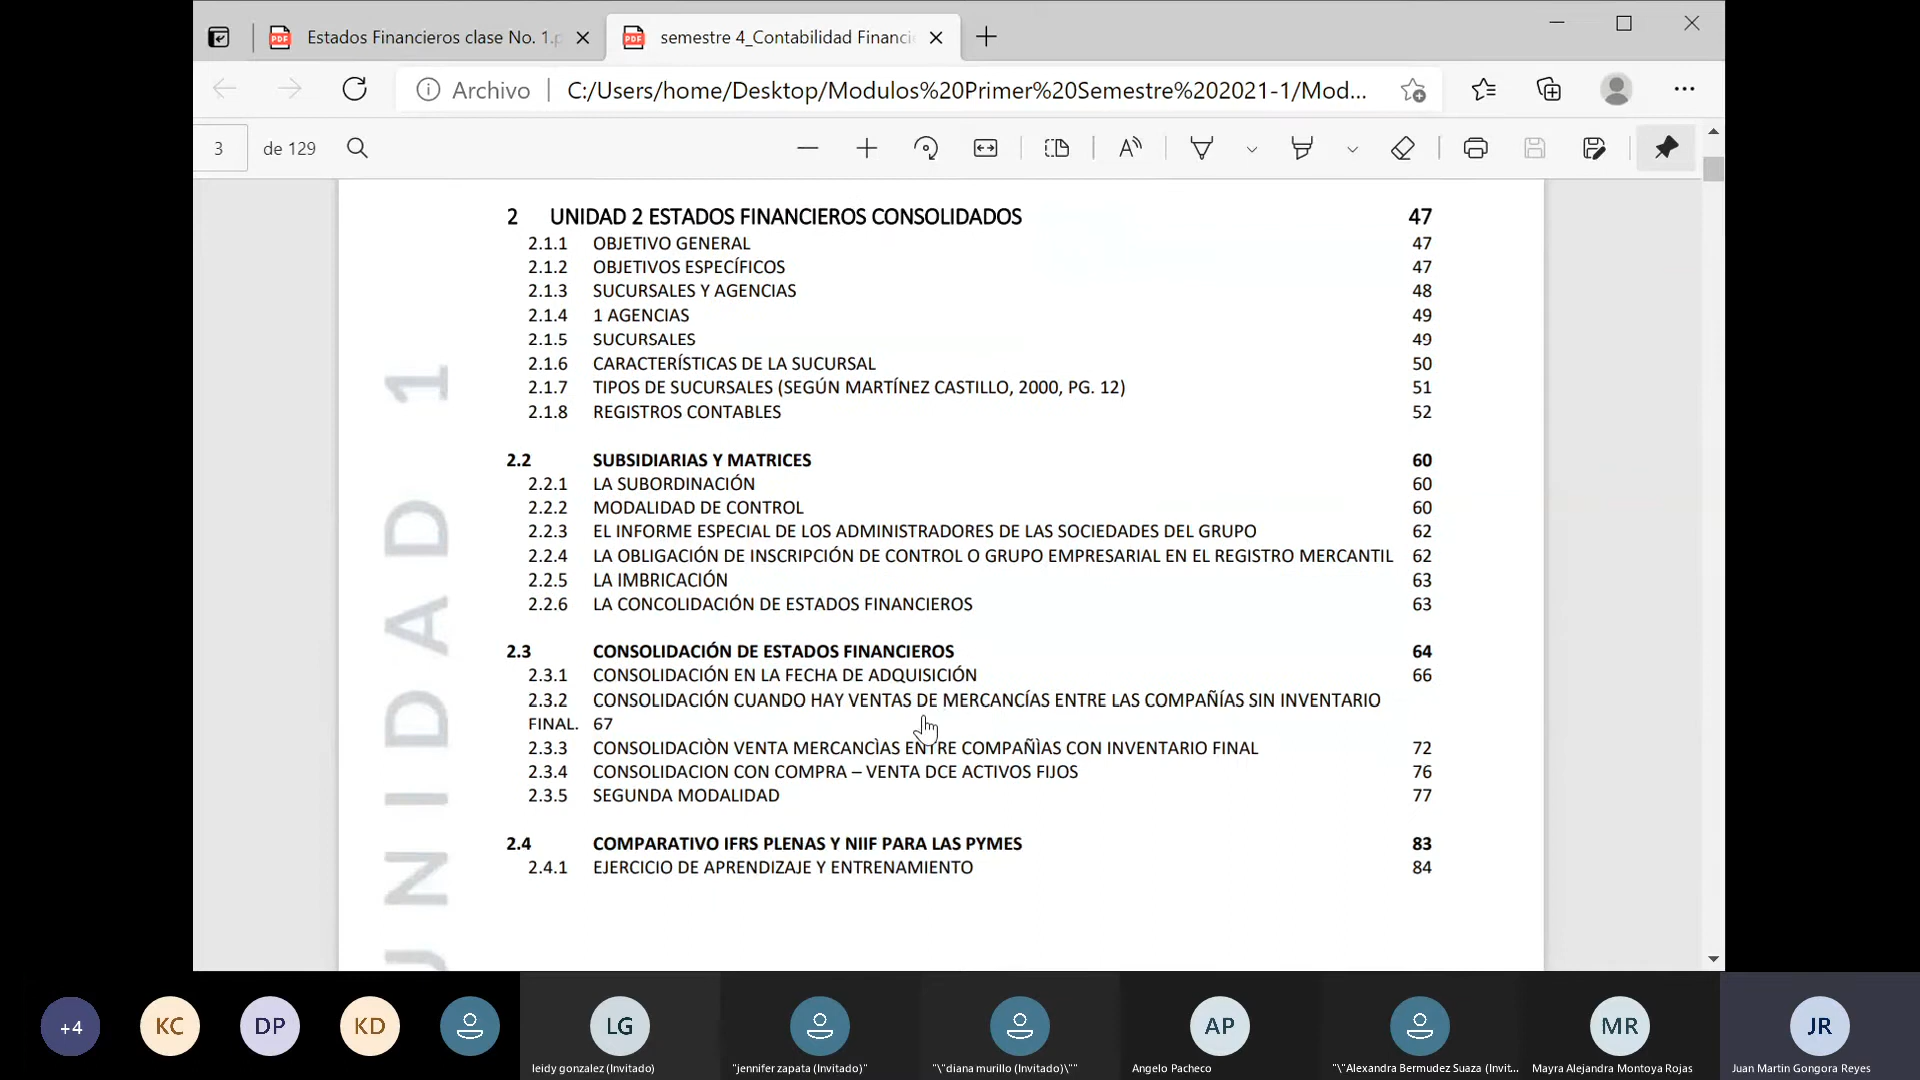 Estados Financieros clase No. 1.p
semestre 4_Contabilidad Financi
Archivo
C:/Users/home/Desktop/Modulos%20Primer%20Semestre%202021-1/Mod...
3 de 129
2 UNIDAD 2 ESTADOS FINANCIEROS CONSOLIDADOS 47
2.1.1 OBJETIVO GENERAL 47
2.1.2 OBJETIVOS ESPECÍFICOS 47
2.1.3 SUCURSALES Y AGENCIAS 48
2.1.4 1 AGENCIAS 49
2.1.5 SUCURSALES 49
2.1.6 CARACTERÍSTICAS DE LA SUCURSAL 50
2.1.7 TIPOS DE SUCURSALES (SEGÚN MARTÍNEZ CASTILLO, 2000, PG. 12) 51
2.1.8 REGISTROS CONTABLES 52
2.2 SUBSIDIARIAS Y MATRICES 60
2.2.1 LA SUBORDINACIÓN 60
2.2.2 MODALIDAD DE CONTROL 60
2.2.3 EL INFORME ESPECIAL DE LOS ADMINISTRADORES DE LAS SOCIEDADES DEL GRUPO 62
2.2.4 LA OBLIGACIÓN DE INSCRIPCIÓN DE CONTROL O GRUPO EMPRESARIAL EN EL REGISTRO MERCANTIL 62
2.2.5 LA IMBRICACIÓN 63
2.2.6 LA CONCOLIDACIÓN DE ESTADOS FINANCIEROS 63
2.3 CONSOLIDACIÓN DE ESTADOS FINANCIEROS 64
2.3.1 CONSOLIDACIÓN EN LA FECHA DE ADQUISICIÓN 66
2.3.2 CONSOLIDACIÓN CUANDO HAY VENTAS DE MERCANCÍAS ENTRE LAS COMPAÑÍAS SIN INVENTARIO
FINAL. 67
2.3.3 CONSOLIDACIÒN VENTA MERCANCÌAS ENTRE COMPAÑÌAS CON INVENTARIO FINAL 72
2.3.4 CONSOLIDACION CON COMPRA – VENTA DCE ACTIVOS FIJOS 76
2.3.5 SEGUNDA MODALIDAD 77
2.4 COMPARATIVO IFRS PLENAS Y NIIF PARA LAS PYMES 83
2.4.1 EJERCICIO DE APRENDIZAJE Y ENTRENAMIENTO 84
UNIDAD 1
+4
KC
DP
KD
LG
AP
MR
JR
leidy gonzalez (Invitado)
"jennifer zapata (Invitado)"
"\"diana murillo (Invitado)\""
Angelo Pacheco
"\"Alexandra Bermudez Suaza (Invit...
Mayra Alejandra Montoya Rojas
Juan Martin Gongora Reyes